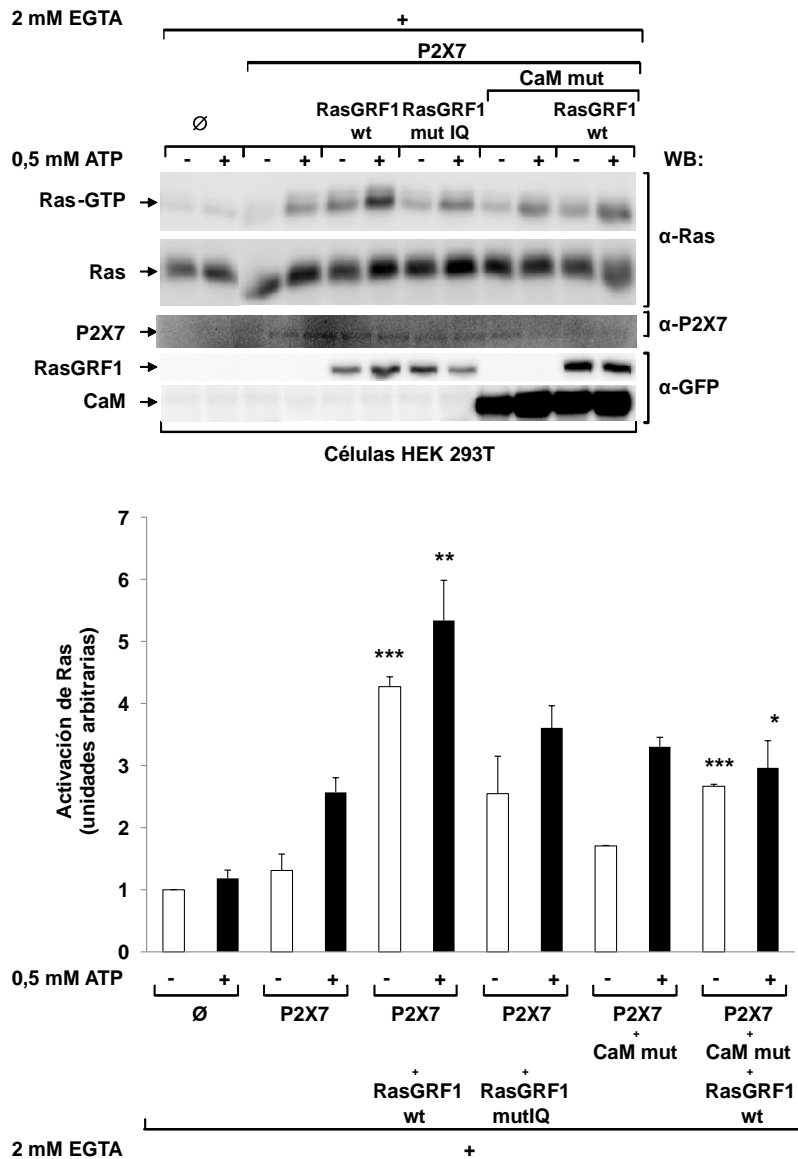 2 mM EGTA +
P2X7
CaM mut
Ø RasGRF1 wt RasGRF1 mut IQ RasGRF1 wt
0,5 mM ATP - + - + - + - + - + - + WB:
Ras-GTP
α-Ras
Ras
P2X7 α-P2X7
RasGRF1
α-GFP
CaM
Células HEK 293T
Activación de Ras
(unidades arbitrarias)
7
6
5
4
3
2
1
0
**
***
***
*
0,5 mM ATP - + - + - + - + - + - +
Ø P2X7 P2X7 P2X7 P2X7 P2X7
+ + 
CaM mut CaM mut
+ + +
RasGRF1 RasGRF1 RasGRF1
wt mutIQ wt
2 mM EGTA +